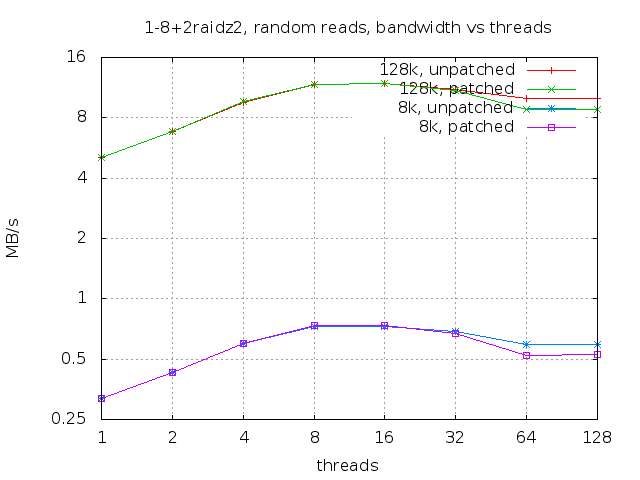 1-8+2raidz2, random reads, bandwidth vs threads
16
8
4
2
1
0.5
0.25
MB/s
128k, unpatched
128k, patched
8k, unpatched
8k, patched
1 2 4 8 16 32 64 128
threads